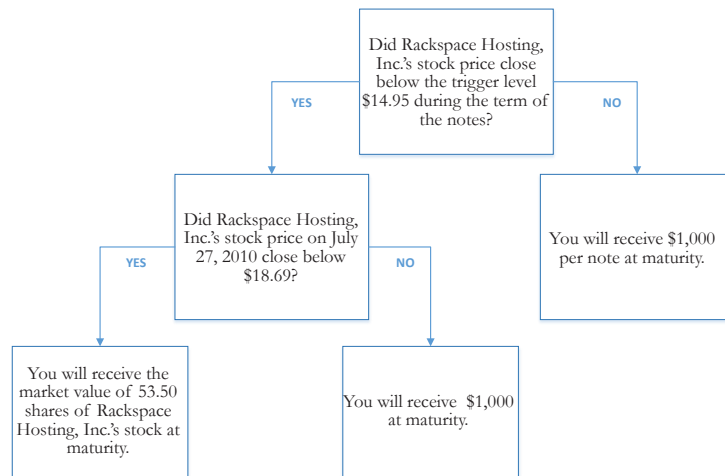 Did Rackspace Hosting,
Inc.'s stock price close
below the trigger level
$14.95 during the term of
the notes?
YES
NO
Did Rackspace Hosting,
Inc.'s stock price on July
27, 2010 close below
$18.69?
You will receive $1,000
per note at maturity.
YES
NO
You will receive the
market value of 53.50
shares of Rackspace
Hosting, Inc.'s stock at
maturity.
You will receive $1,000
at maturity.